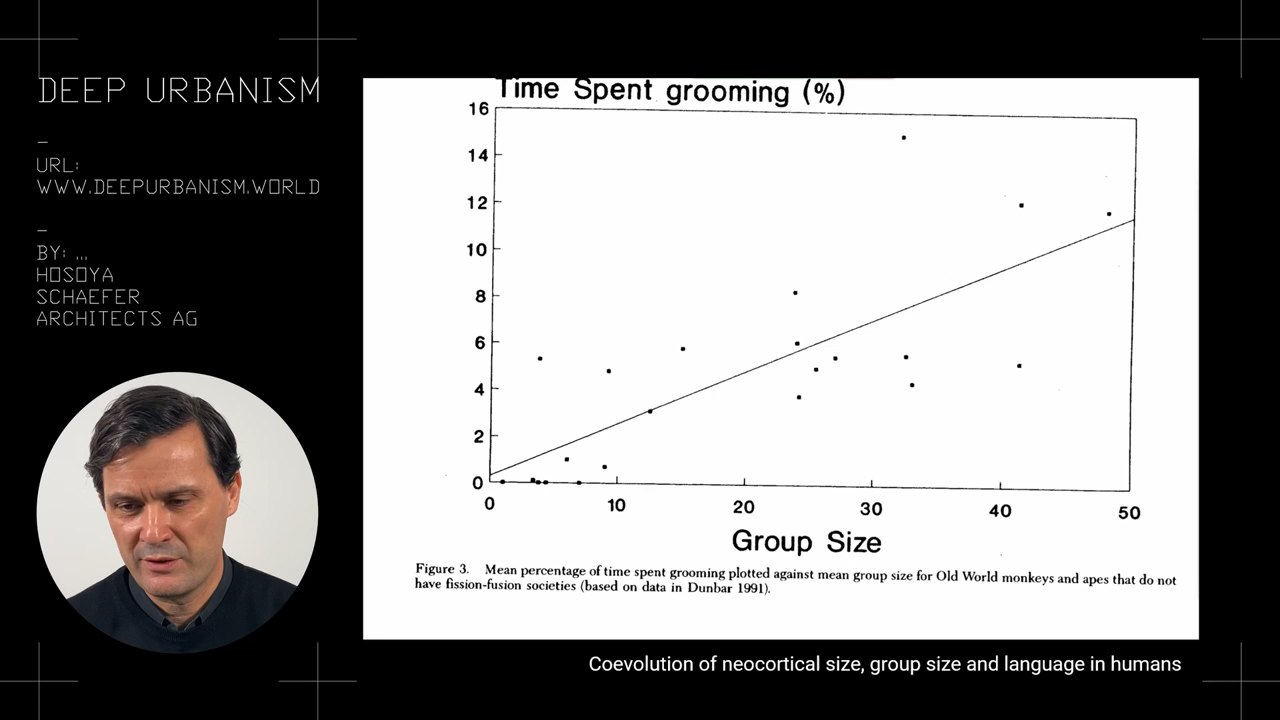 DEEP URBANISM
–
URL:
WWW.DEEPURBANISM.WORLD
–
BY: ...
HOSOYA
SCHAEFER
ARCHITECTS AG
Time Spent grooming (%)
16
14
12
10
8
6
4
2
0
0 10 20 30 40 50
Group Size
Figure 3. Mean percentage of time spent grooming plotted against mean group size for Old World monkeys and apes that do not
have fission-fusion societies (based on data in Dunbar 1991).
Coevolution of neocortical size, group size and language in humans